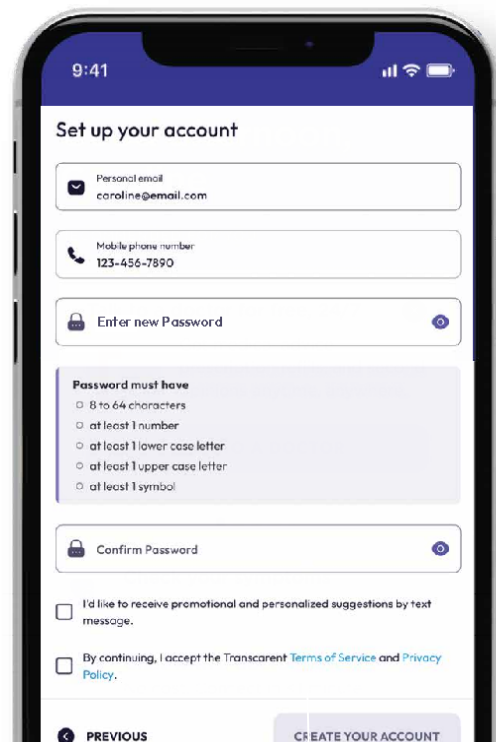 9:41
Set up your account
Personal email
caroline@email.com
Mobile phone number
123-456-7890
Enter new Password
Password must have
8 to 64 characters
at least 1 number
at least 1 lower case letter
at least 1 upper case letter
at least 1 symbol
Confirm Password
I'd like to receive promotional and personalized suggestions by text
message.
By continuing, I accept the Transcarent Terms of Service and Privacy
Policy.
PREVIOUS
CREATE YOUR ACCOUNT